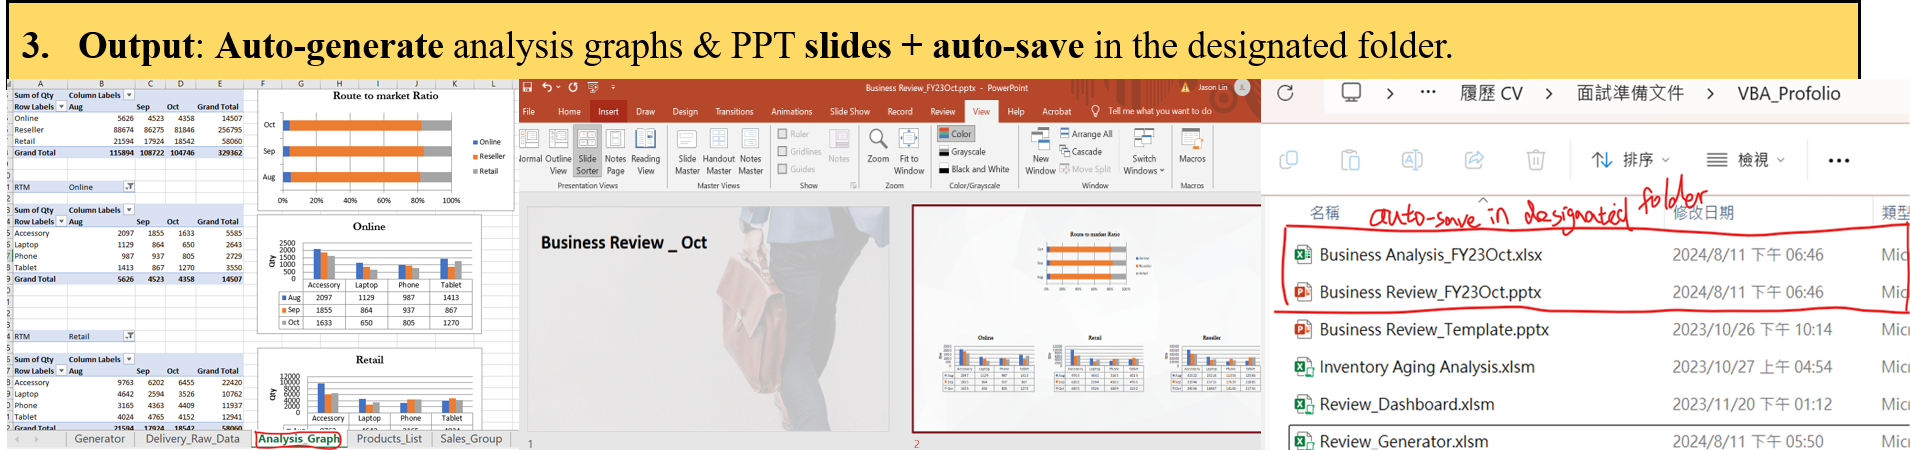 3. Output: Auto-generate analysis graphs & PPT slides + auto-save in the designated folder.
A B C D E F G H I J K L
Sum of Qty Column Labels
Row Labels Aug Sep Oct Grand Total
Online 5626 4523 4358 14507
Reseller 88674 86275 81846 256795
Retail 21594 17924 18542 58060
Grand Total 115894 108722 104746 329362
RTM Online
Sum of Qty Column Labels
Row Labels Aug Sep Oct Grand Total
Accessory 2097 1855 1633 5585
Laptop 1129 864 650 2643
Phone 987 937 805 2729
Tablet 1413 867 1270 3550
Grand Total 5626 4523 4358 14507
RTM Retail
Sum of Qty Column Labels
Row Labels Aug Sep Oct Grand Total
Accessory 9763 6202 6455 22420
Laptop 4642 2594 3526 10762
Phone 3165 4363 4409 11937
Tablet 4024 4765 4152 12941
Grand Total 21594 17924 18542 58060
Route to market Ratio
Oct
Sep
Aug
0% 20% 40% 60% 80% 100%
Online
Reseller
Retail
Online
Qty
2500
2000
1500
1000
500
0
Accessory Laptop Phone Tablet
Aug 2097 1129 987 1413
Sep 1855 864 937 867
Oct 1633 650 805 1270
Retail
Qty
12000
10000
8000
6000
4000
2000
0
Accessory Laptop Phone Tablet
Generator Delivery_Raw_Data Analysis_Graph Products_List Sales_Group
Business Review_FY23Oct.pptx - PowerPoint
Jason Lin
File Home Insert Draw Design Transitions Animations Slide Show Record Review View Help Acrobat Tell me what you want to do
Normal Outline View Slide Sorter Notes Page Reading View
Presentation Views
Slide Master Handout Master Notes Master
Master Views
Ruler
Gridlines
Guides
Notes
Show
Zoom Fit to Window
Zoom
Color
Grayscale
Black and White
Color/Grayscale
New Window
Arrange All
Cascade
Move Split
Switch Windows
Window
Macros
Macros
Business Review _ Oct
1
Route to market Ratio
Online Retail Reseller
2
履歷 CV > 面試準備文件 > VBA_Profolio
排序 檢視
auto-save in designated folder
名稱 修改日期 類型
Business Analysis_FY23Oct.xlsx 2024/8/11 下午 06:46 Mic
Business Review_FY23Oct.pptx 2024/8/11 下午 06:46 Mic
Business Review_Template.pptx 2023/10/26 下午 10:14 Mic
Inventory Aging Analysis.xlsm 2023/10/27 上午 04:54 Mic
Review_Dashboard.xlsm 2023/11/20 下午 01:12 Mic
Review_Generator.xlsm 2024/8/11 下午 05:50 Mic